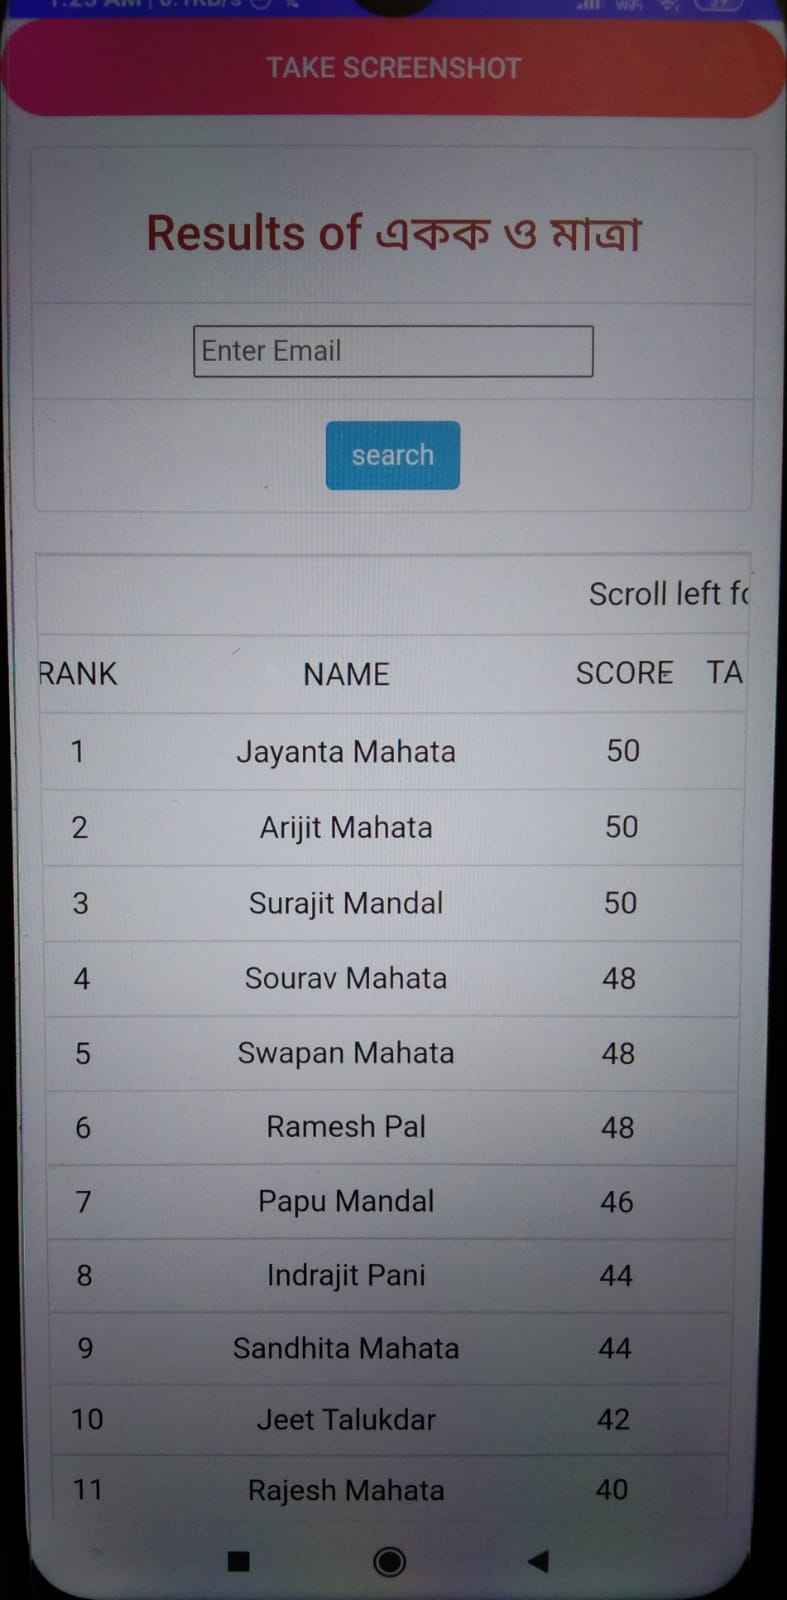 TAKE SCREENSHOT
Results of একক ও মাত্রা
Enter Email
search
Scroll left
RANK NAME SCORE TA
1 Jayanta Mahata 50
2 Arijit Mahata 50
3 Surajit Mandal 50
4 Sourav Mahata 48
5 Swapan Mahata 48
6 Ramesh Pal 48
7 Papu Mandal 46
8 Indrajit Pani 44
9 Sandhita Mahata 44
10 Jeet Talukdar 42
11 Rajesh Mahata 40